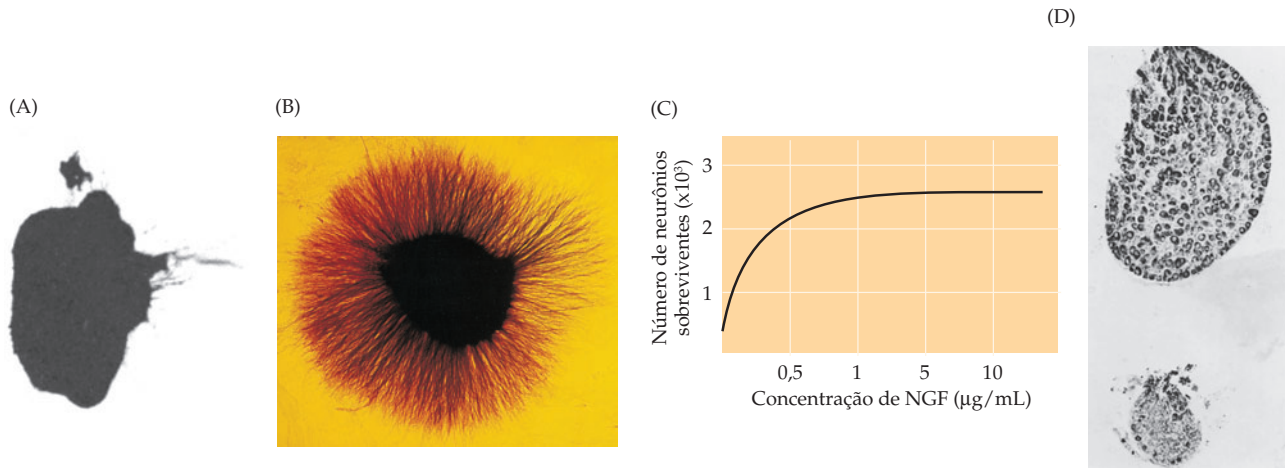 (A)
(B)
(C)
Número de neurônios
sobreviventes (x10³)
3
2
1
0,5 1 5 10
Concentração de NGF (μg/mL)
(D)